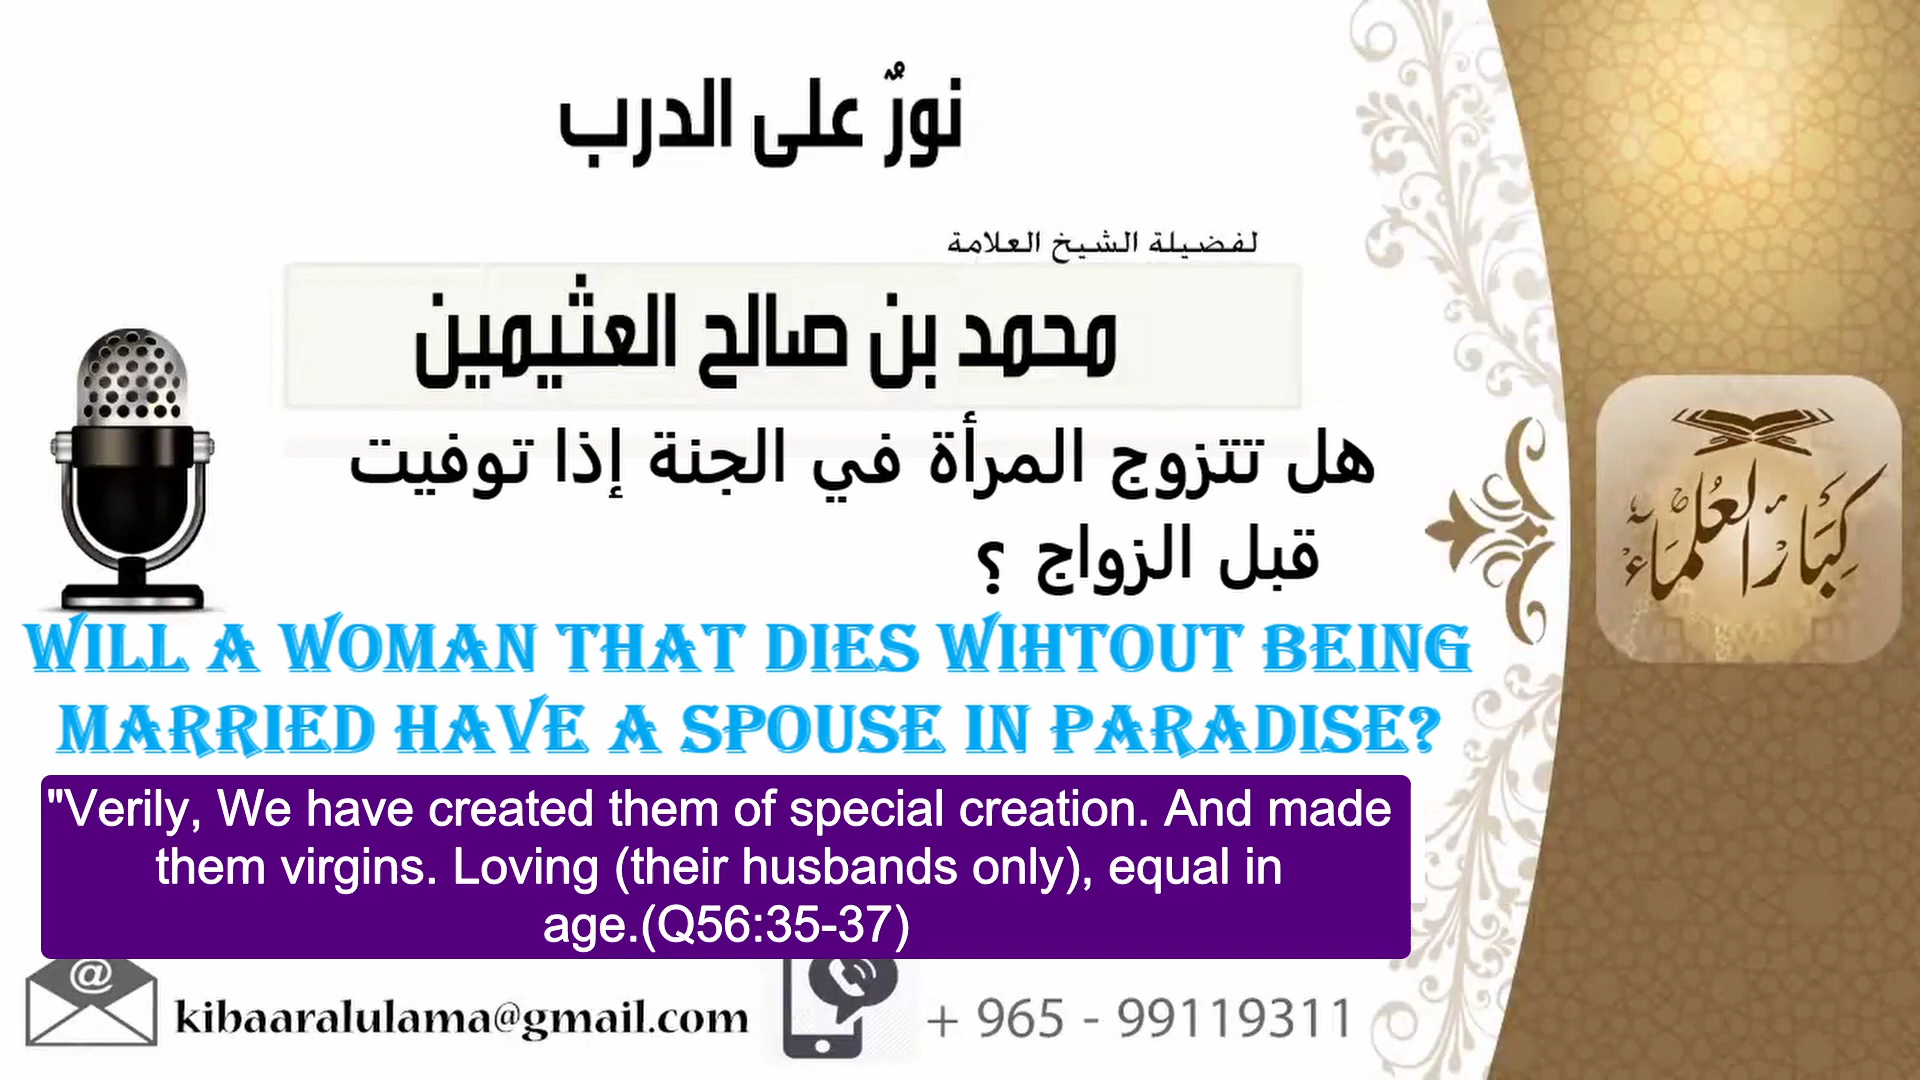 نورٌ على الدرب
لفضيلة الشيخ العلامة
محمد بن صالح العثيمين
هل تتزوج المرأة في الجنة إذا توفيت
قبل الزواج ؟
كِبَارُ العُلَمَاءِ
WILL A WOMAN THAT DIES WIHTOUT BEING
MARRIED HAVE A SPOUSE IN PARADISE?
"Verily, We have created them of special creation. And made
them virgins. Loving (their husbands only), equal in
age.(Q56:35-37)
kibaaralulama@gmail.com
+ 965 - 99119311